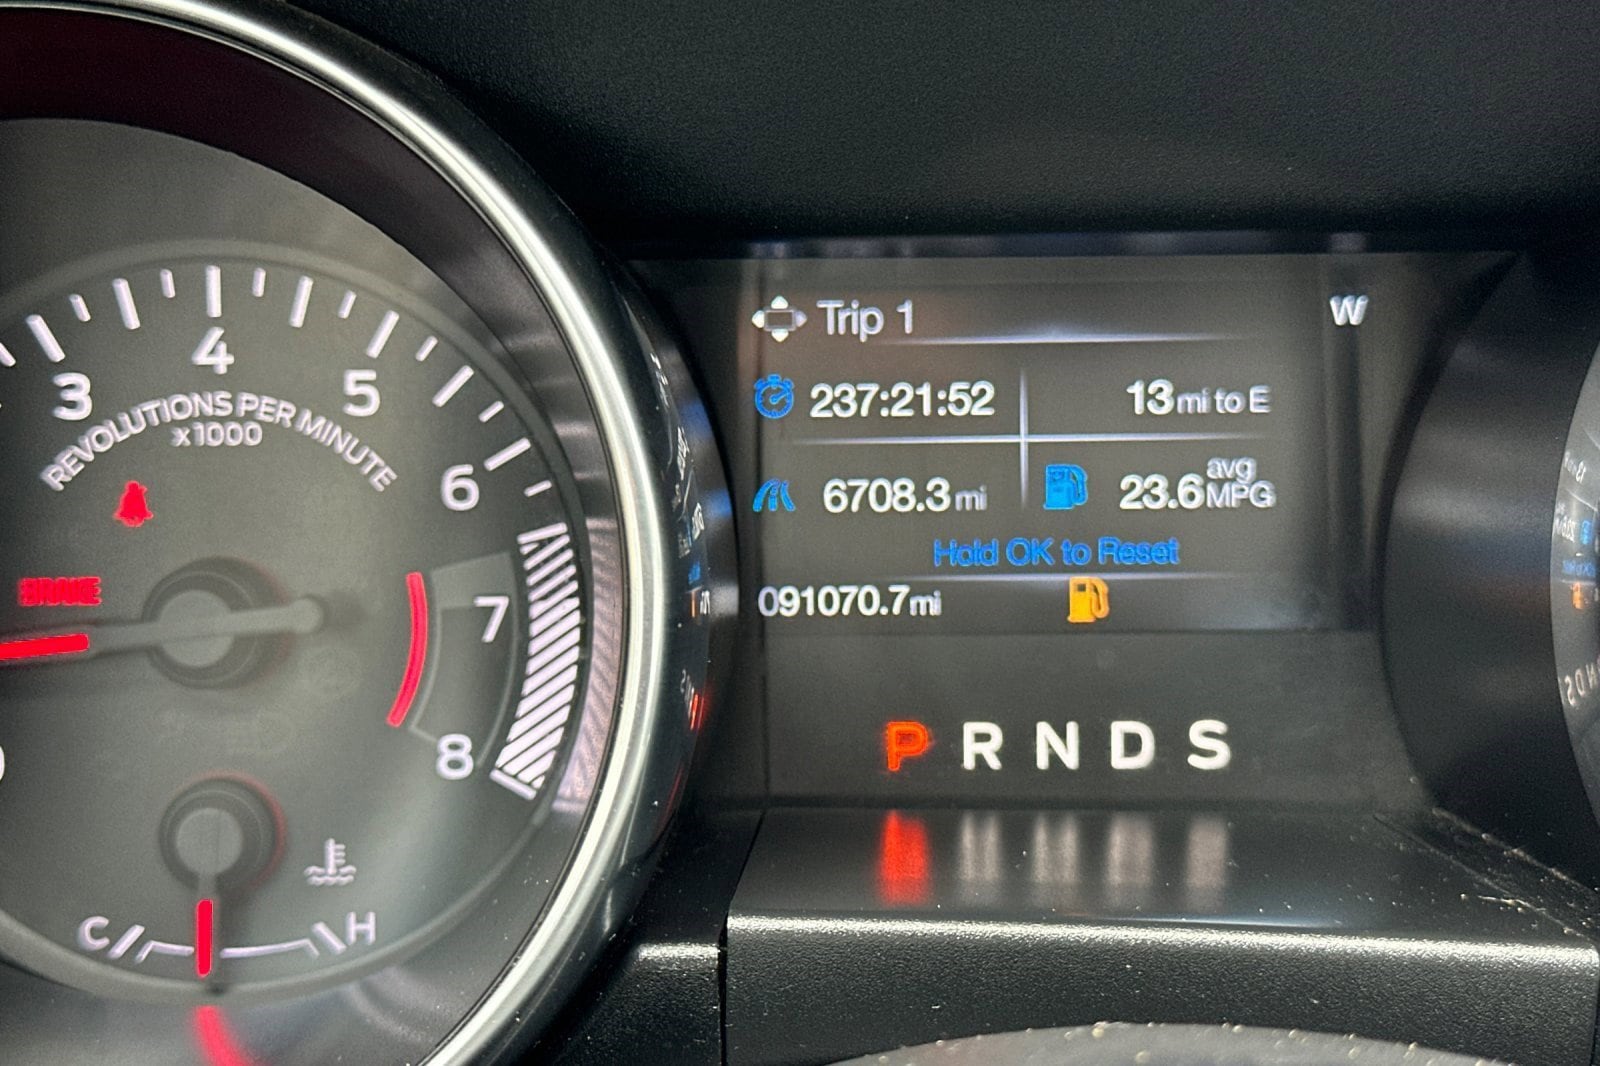 3
4
5
6
7
8
REVOLUTIONS PER MINUTE
x1000
BRAKE
C
H
Trip 1
W
237:21:52
13 mi to E
6708.3 mi
23.6 avg MPG
Hold OK to Reset
091070.7 mi
P R N D S